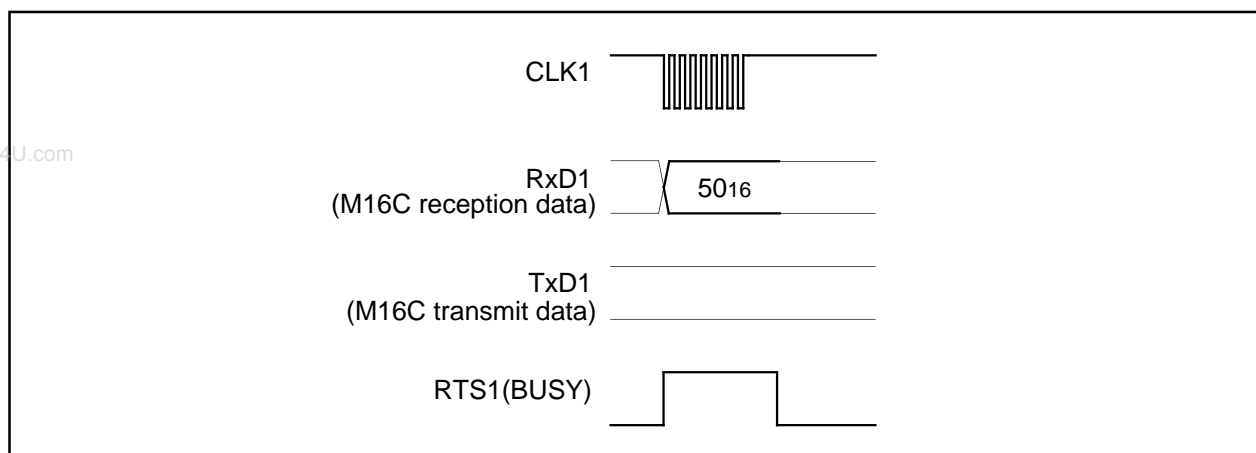 CLK1
4U.com
RxD1
(M16C reception data)
5016
TxD1
(M16C transmit data)
RTS1(BUSY)